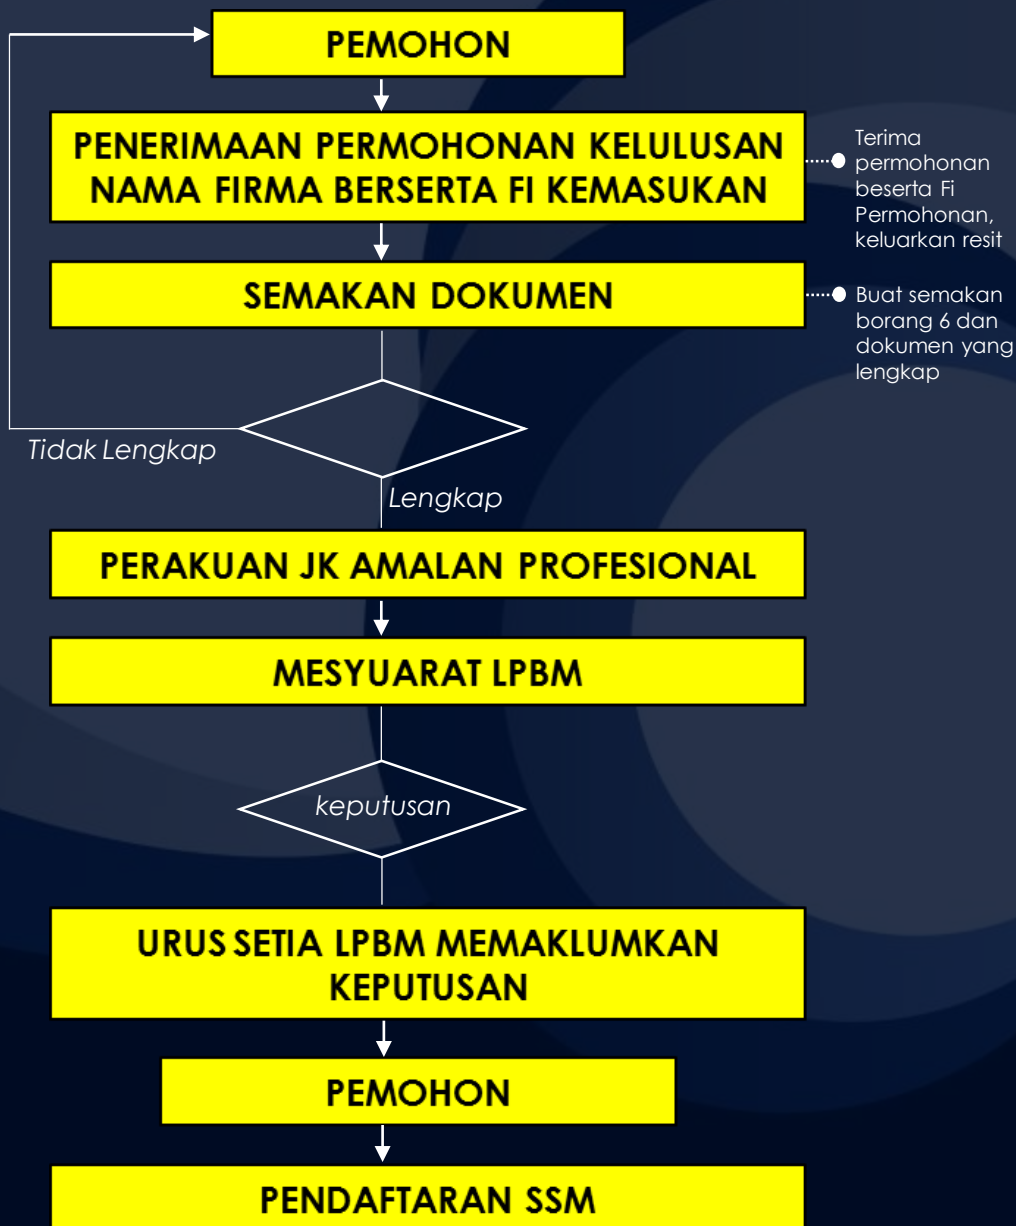 PEMOHON
PENERIMAAN PERMOHONAN KELULUSAN
NAMA FIRMA BERSERTA FI KEMASUKAN
Terima
permohonan
beserta Fi
Permohonan,
keluarkan resit
SEMAKAN DOKUMEN
Buat semakan
borang 6 dan
dokumen yang
lengkap
Tidak Lengkap
Lengkap
PERAKUAN JK AMALAN PROFESIONAL
MESYUARAT LPBM
keputusan
URUS SETIA LPBM MEMAKLUMKAN
KEPUTUSAN
PEMOHON
PENDAFTARAN SSM